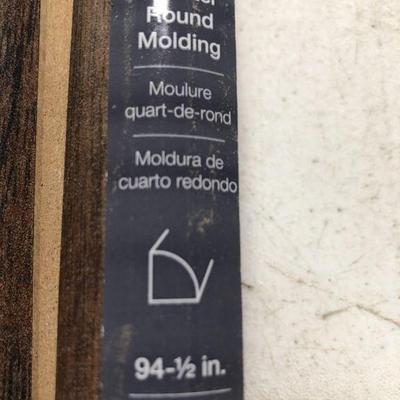 Round
Molding
Moulure
quart-de-rond
Moldura de
cuarto redondo
94-½ in.